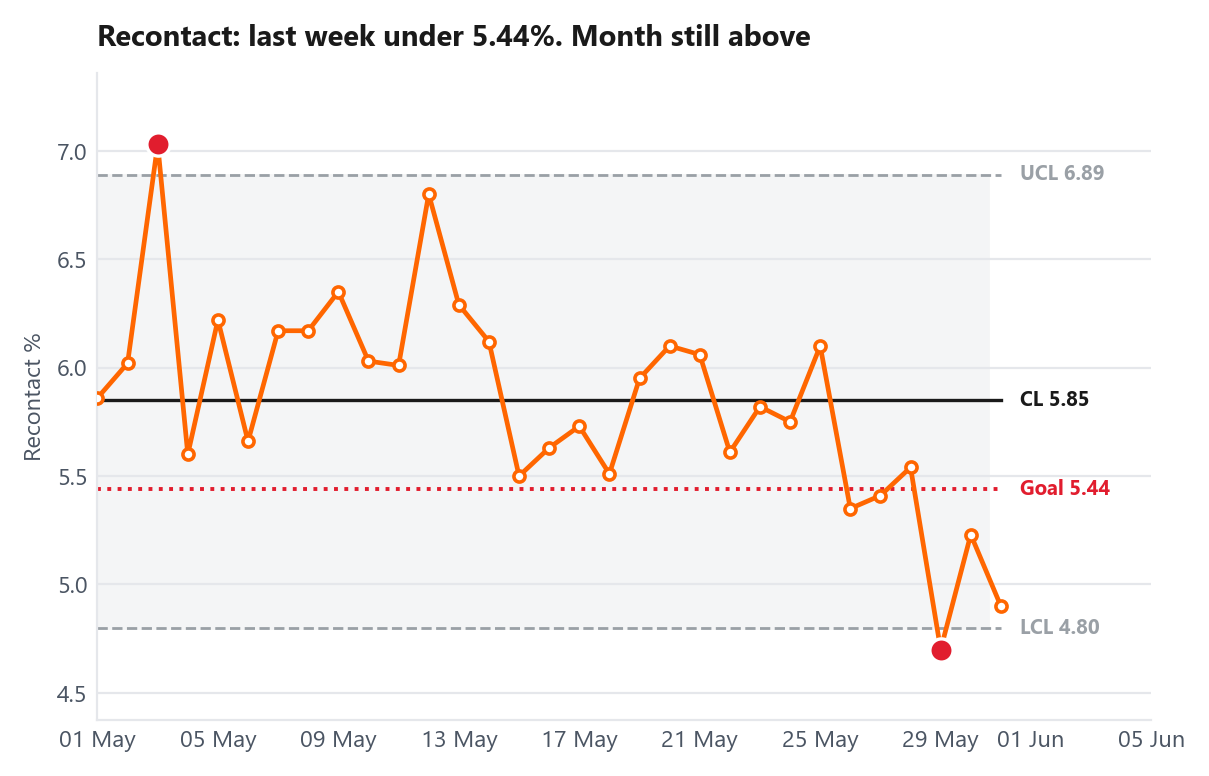 Recontact: last week under 5.44%. Month still above
Recontact %
7.0
6.5
6.0
5.5
5.0
4.5
UCL 6.89
CL 5.85
Goal 5.44
LCL 4.80
01 May 05 May 09 May 13 May 17 May 21 May 25 May 29 May 01 Jun 05 Jun